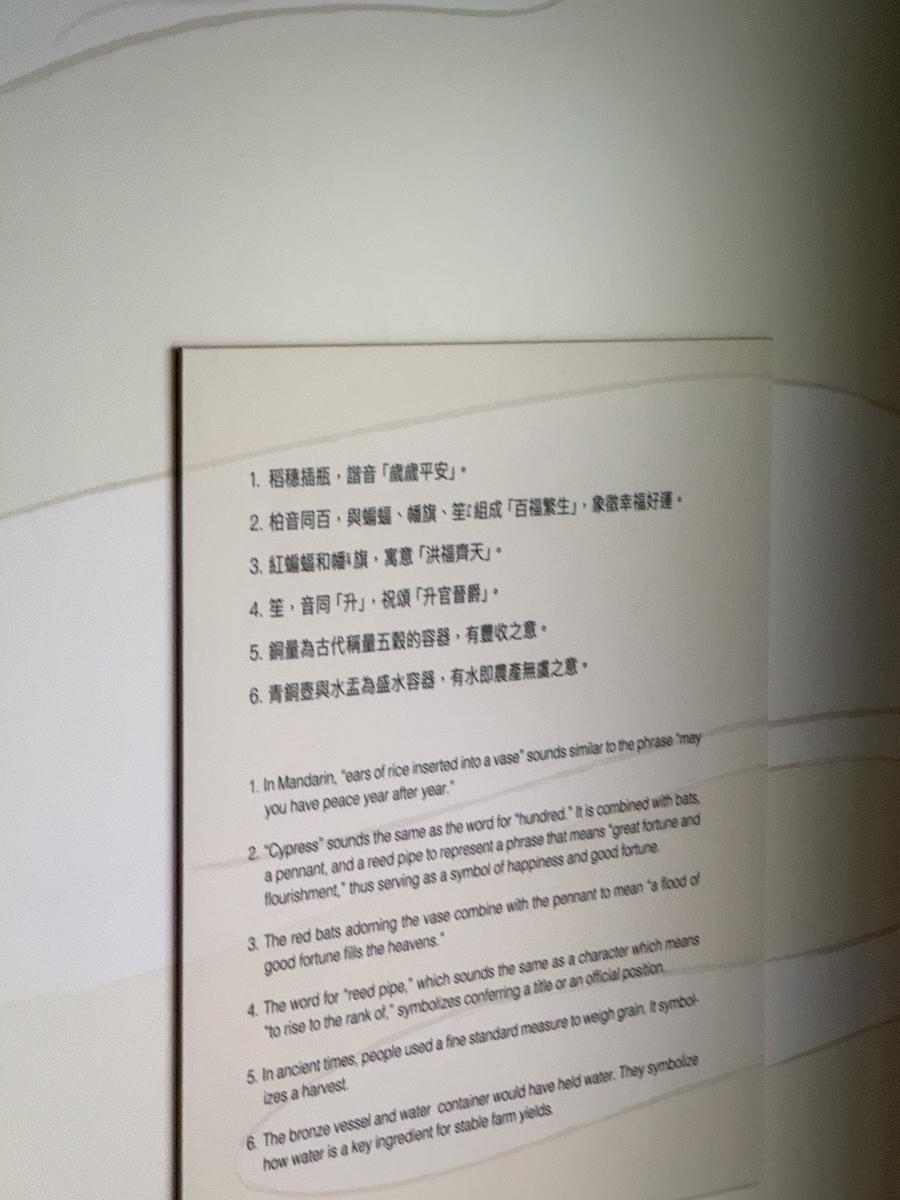 1. 稻穗插瓶，諧音「歲歲平安」。
2. 柏音同百，與蝙蝠、幡旗、笙組成「百福繁生」，象徵幸福好運。
3. 紅蝙蝠和幡旗，寓意「洪福齊天」。
4. 笙，音同「升」，祝頌「升官晉爵」。
5. 銅量為古代稱量五穀的容器，有豐收之意。
6. 青銅壺與水盂為盛水容器，有水即農產無虞之意。
1. In Mandarin, “ears of rice inserted into a vase” sounds similar to the phrase “may
you have peace year after year.”
2. “Cypress” sounds the same as the word for “hundred.” It is combined with bats,
a pennant, and a reed pipe to represent a phrase that means “great fortune and
flourishment,” thus serving as a symbol of happiness and good fortune.
3. The red bats adorning the vase combine with the pennant to mean “a flood of
good fortune fills the heavens.”
4. The word for “reed pipe,” which sounds the same as a character which means
“to rise to the rank of,” symbolizes conferring a title or an official position.
5. In ancient times, people used a fine standard measure to weigh grain. It symbol-
izes a harvest.
6. The bronze vessel and water container would have held water. They symbolize
how water is a key ingredient for stable farm yields.